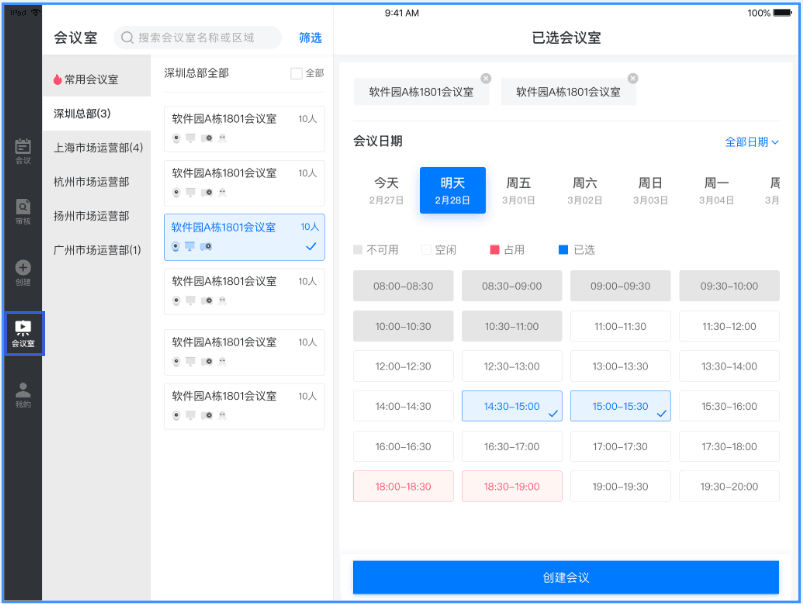 iPad
9:41 AM
100%
会议室
搜索会议室名称或区域
筛选
已选会议室
会议
审核
创建
会议室
我的
常用会议室
深圳总部(3)
上海市场运营部(4)
杭州市场运营部
扬州市场运营部
广州市场运营部(1)
深圳总部全部
全部
软件园A栋1801会议室
10人
软件园A栋1801会议室
10人
软件园A栋1801会议室
10人
软件园A栋1801会议室
10人
软件园A栋1801会议室
10人
软件园A栋1801会议室
10人
软件园A栋1801会议室
软件园A栋1801会议室
会议日期
全部日期
今天 明天 周五 周六 周日 周一 周
2月27日 2月28日 3月01日 3月02日 3月03日 3月04日 3月
不可用 空闲 占用 已选
08:00–08:30 08:30–09:00 09:00–09:30 09:30–10:00
10:00–10:30 10:30–11:00 11:00–11:30 11:30–12:00
12:00–12:30 12:30–13:00 13:00–13:30 13:30–14:00
14:00–14:30 14:30–15:00 15:00–15:30 15:30–16:00
16:00–16:30 16:30–17:00 17:00–17:30 17:30–18:00
18:00–18:30 18:30–19:00 19:00–19:30 19:30–20:00
创建会议